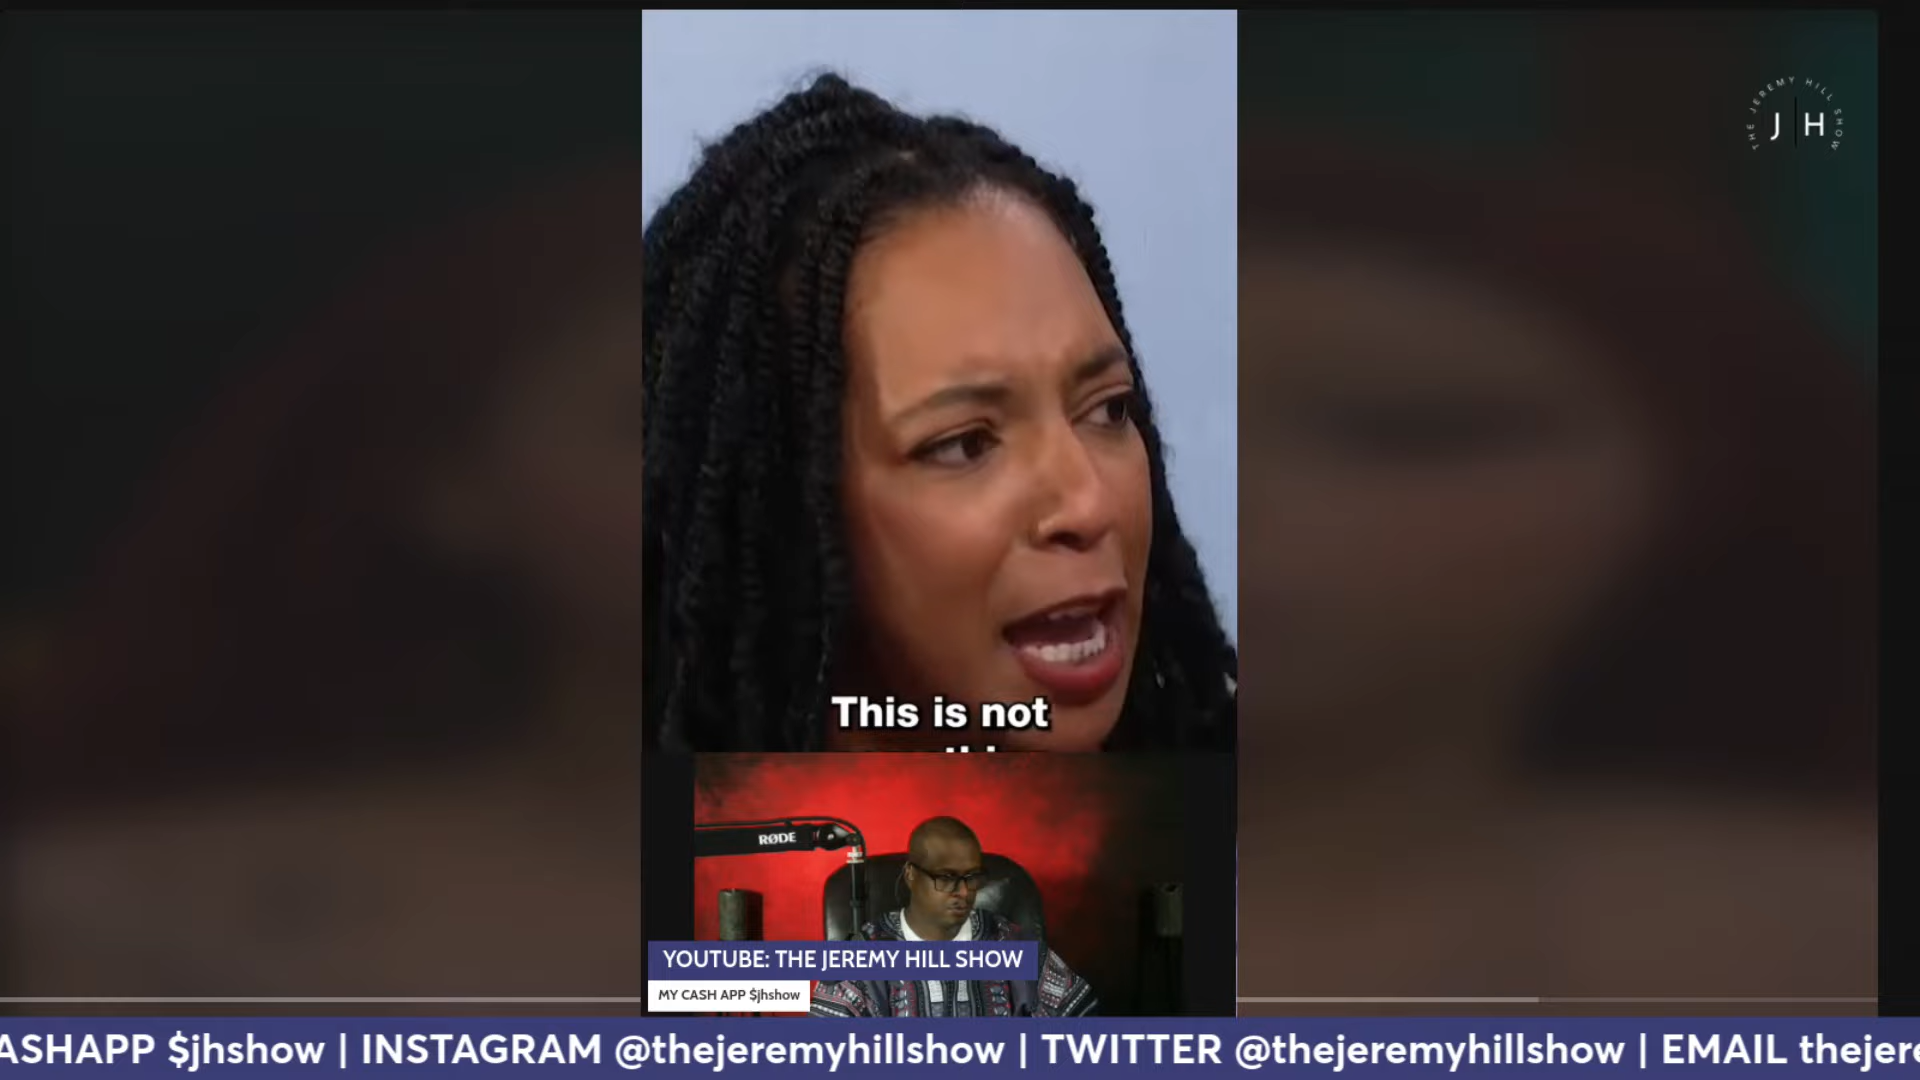 THE JEREMY HILL SHOW
J H
This is not
RØDE
YOUTUBE: THE JEREMY HILL SHOW
MY CASH APP $jhshow
ASHAPP $jhshow | INSTAGRAM @thejeremyhillshow | TWITTER @thejeremyhillshow | EMAIL thejere